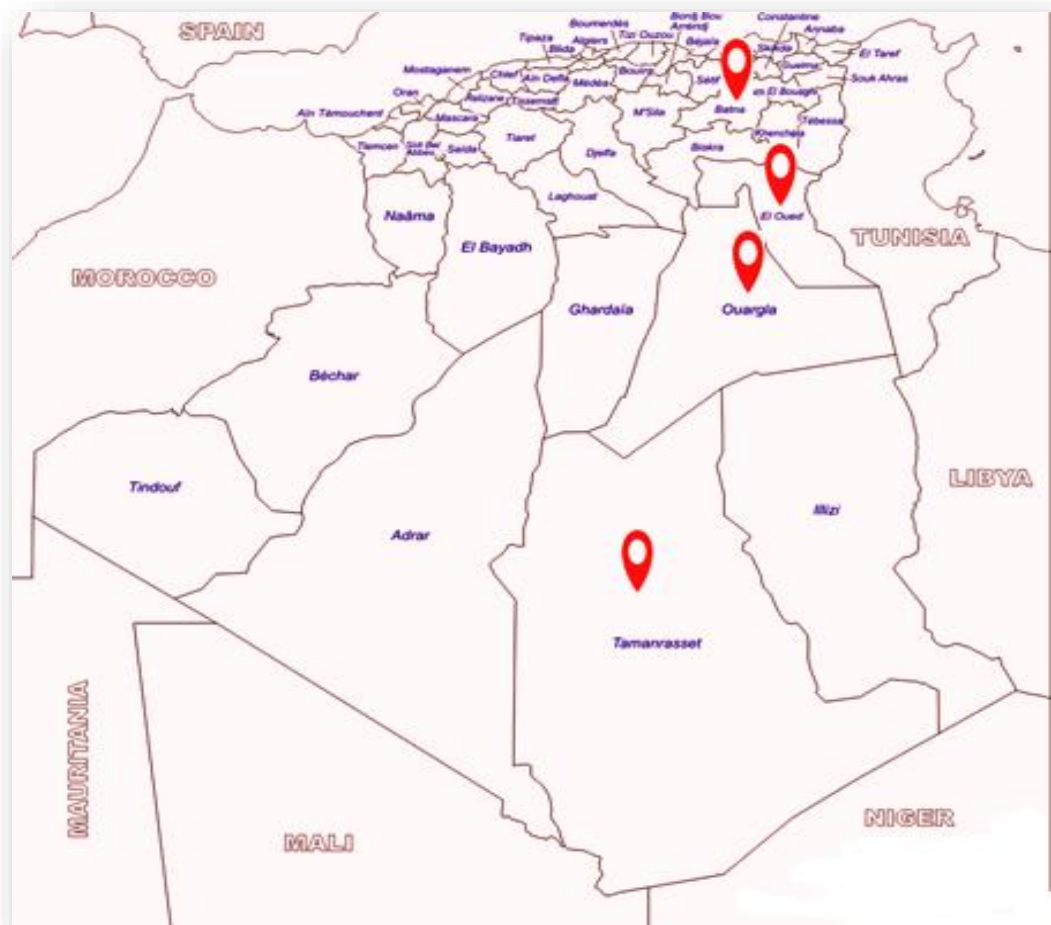 SPAIN
Boumerdès
Bordj Bou
Arréridj
Constantine
Annaba
Tipaza
Algiers
Tizi Ouzou
Bejaia
Skikda
El Taref
Blida
Mostaganem
Chlef
Aïn Defla
Médéa
Bouira
Sétif
Guelma
Souk Ahras
Oran
Relizane
Tissemsilt
Aïn Témouchent
Mascara
M'Sila
Batna
Tebessa
Tlemcen
Sidi Bel
Abbes
Saida
Tiaret
Djelfa
Biskra
Khenchela
Laghouat
Naâma
El Bayadh
El Oued
TUNISIA
MOROCCO
Ghardaïa
Ouargla
Béchar
Tindouf
Adrar
Illizi
LIBYA
Tamanrasset
MAURITANIA
MALI
NIGER